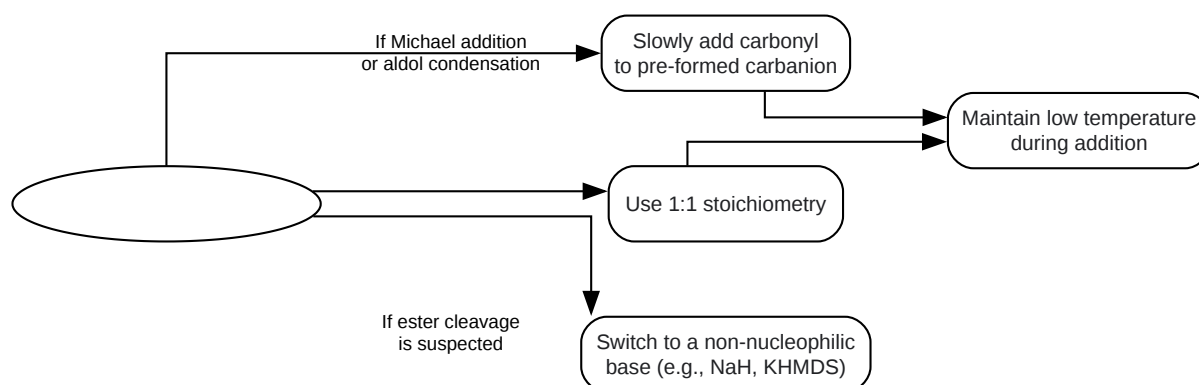 If Michael addition
or aldol condensation
Slowly add carbonyl
to pre-formed carbanion
Maintain low temperature
during addition
Use 1:1 stoichiometry
If ester cleavage
is suspected
Switch to a non-nucleophilic
base (e.g., NaH, KHMDS)